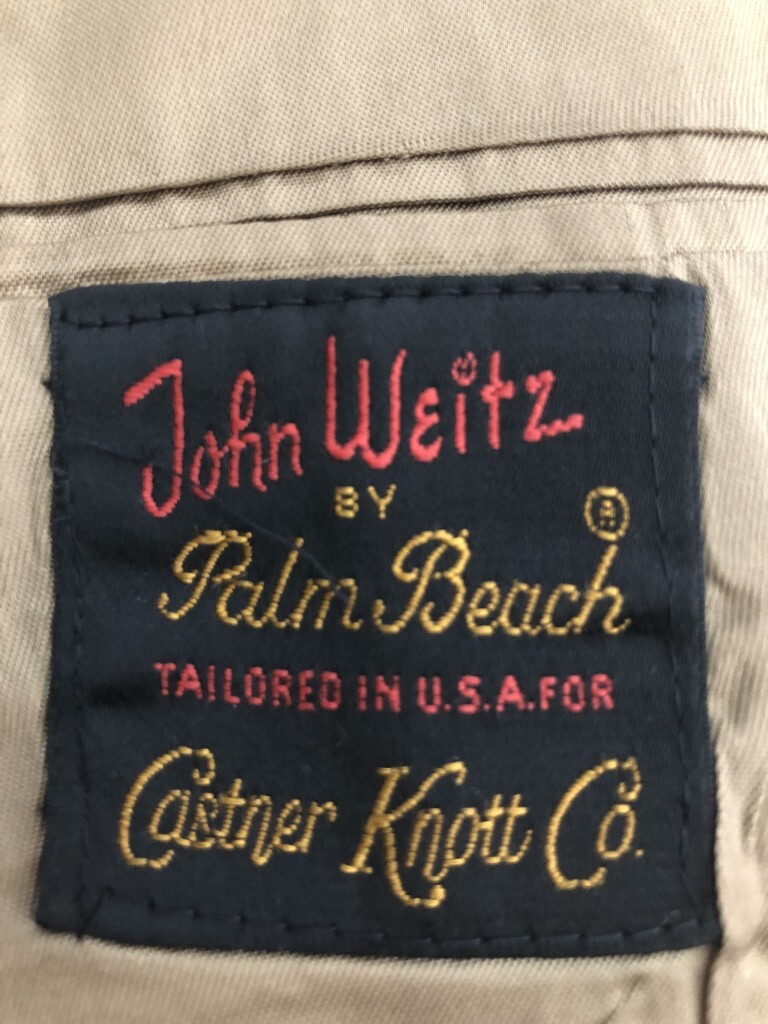 John Weitz
BY
Palm Beach ®
TAILORED IN U.S.A. FOR
Castner Knott Co.